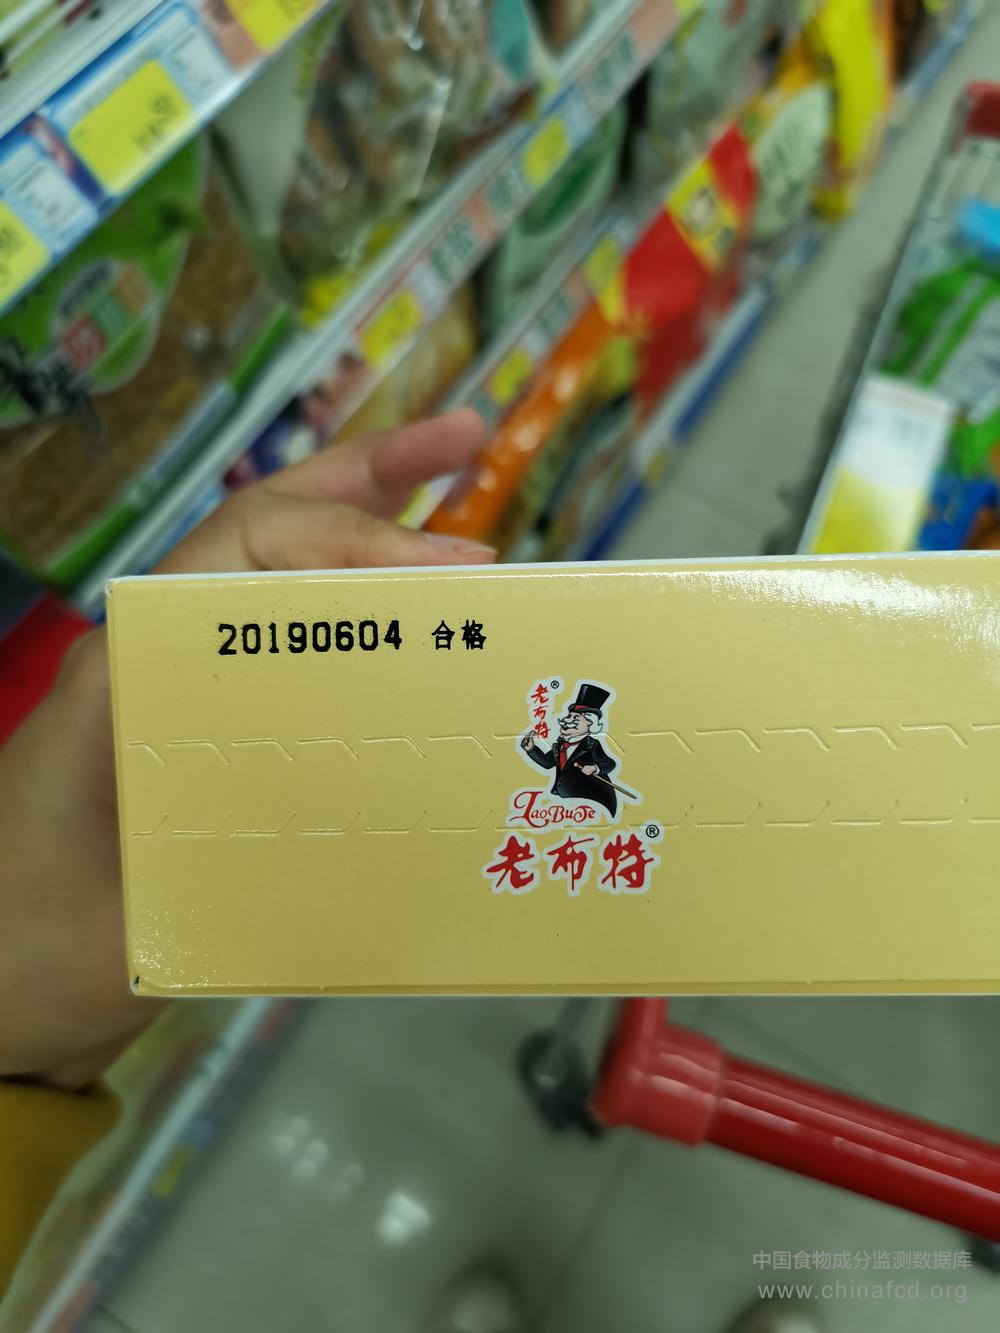 20190604 合格
老布特®
LaoBuTe
老布特®
中国食物成分监测数据库
www.chinafcd.org